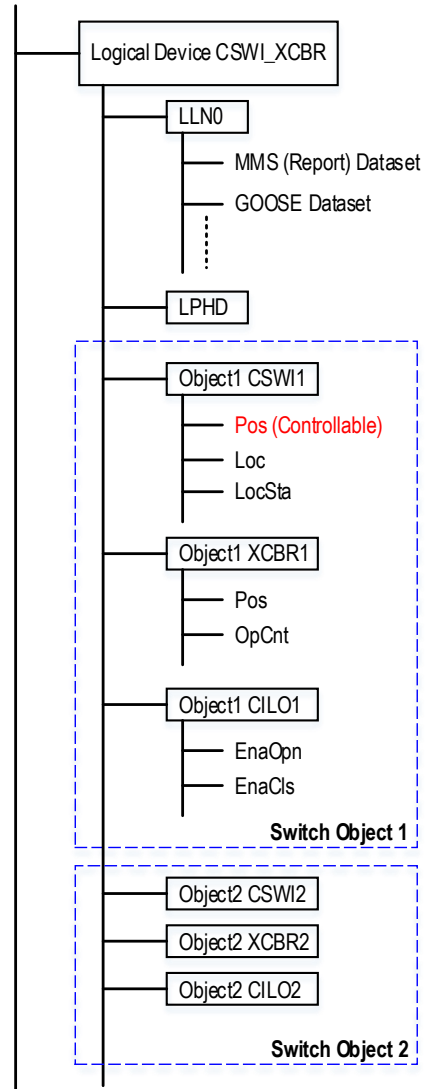 Logical Device CSWI_XCBR
LLN0
MMS (Report) Dataset
GOOSE Dataset
LPHD
Object1 CSWI1
Pos (Controllable)
Loc
LocSta
Object1 XCBR1
Pos
OpCnt
Object1 CILO1
EnaOpn
EnaCls
Switch Object 1
Object2 CSWI2
Object2 XCBR2
Object2 CILO2
Switch Object 2